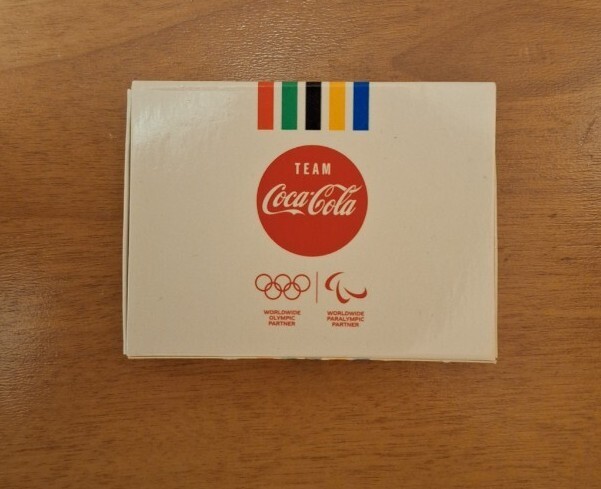 TEAM
Coca-Cola
WORLDWIDE
OLYMPIC
PARTNER
WORLDWIDE
PARALYMPIC
PARTNER